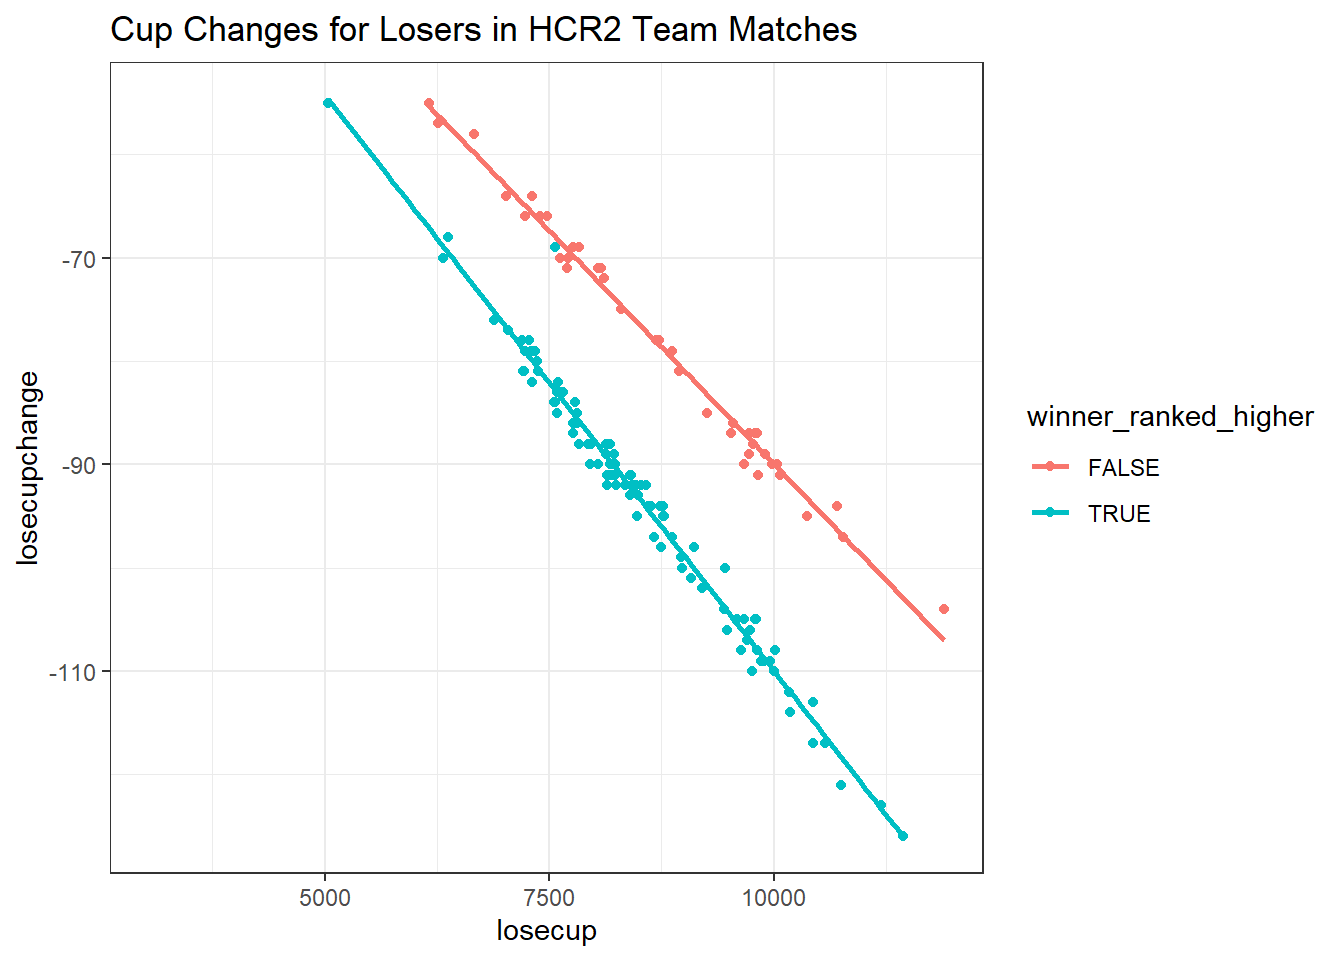 Cup Changes for Losers in HCR2 Team Matches
-70
-90
-110
losecupchange
5000
7500
10000
losecup
winner_ranked_higher
FALSE
TRUE